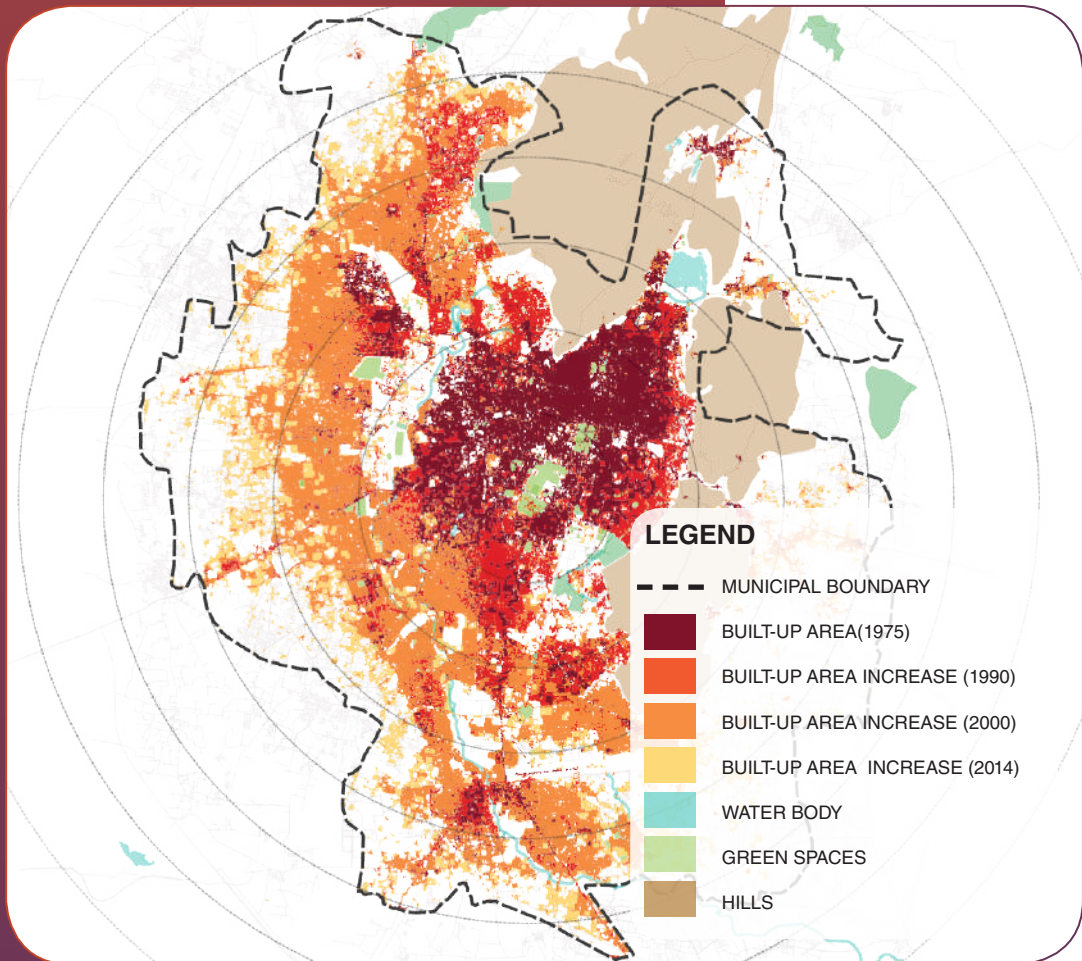 LEGEND
MUNICIPAL BOUNDARY
BUILT-UP AREA(1975)
BUILT-UP AREA INCREASE (1990)
BUILT-UP AREA INCREASE (2000)
BUILT-UP AREA  INCREASE (2014)
WATER BODY
GREEN SPACES
HILLS